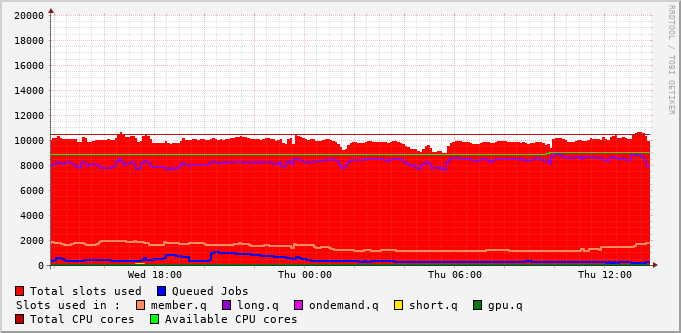 20000
18000
16000
14000
12000
10000
8000
6000
4000
2000
0
Wed 18:00 Thu 00:00 Thu 06:00 Thu 12:00
RRDTOOL / TOBI OETIKER
Total slots used Queued Jobs
Slots used in : member.q long.q ondemand.q short.q gpu.q
Total CPU cores Available CPU cores